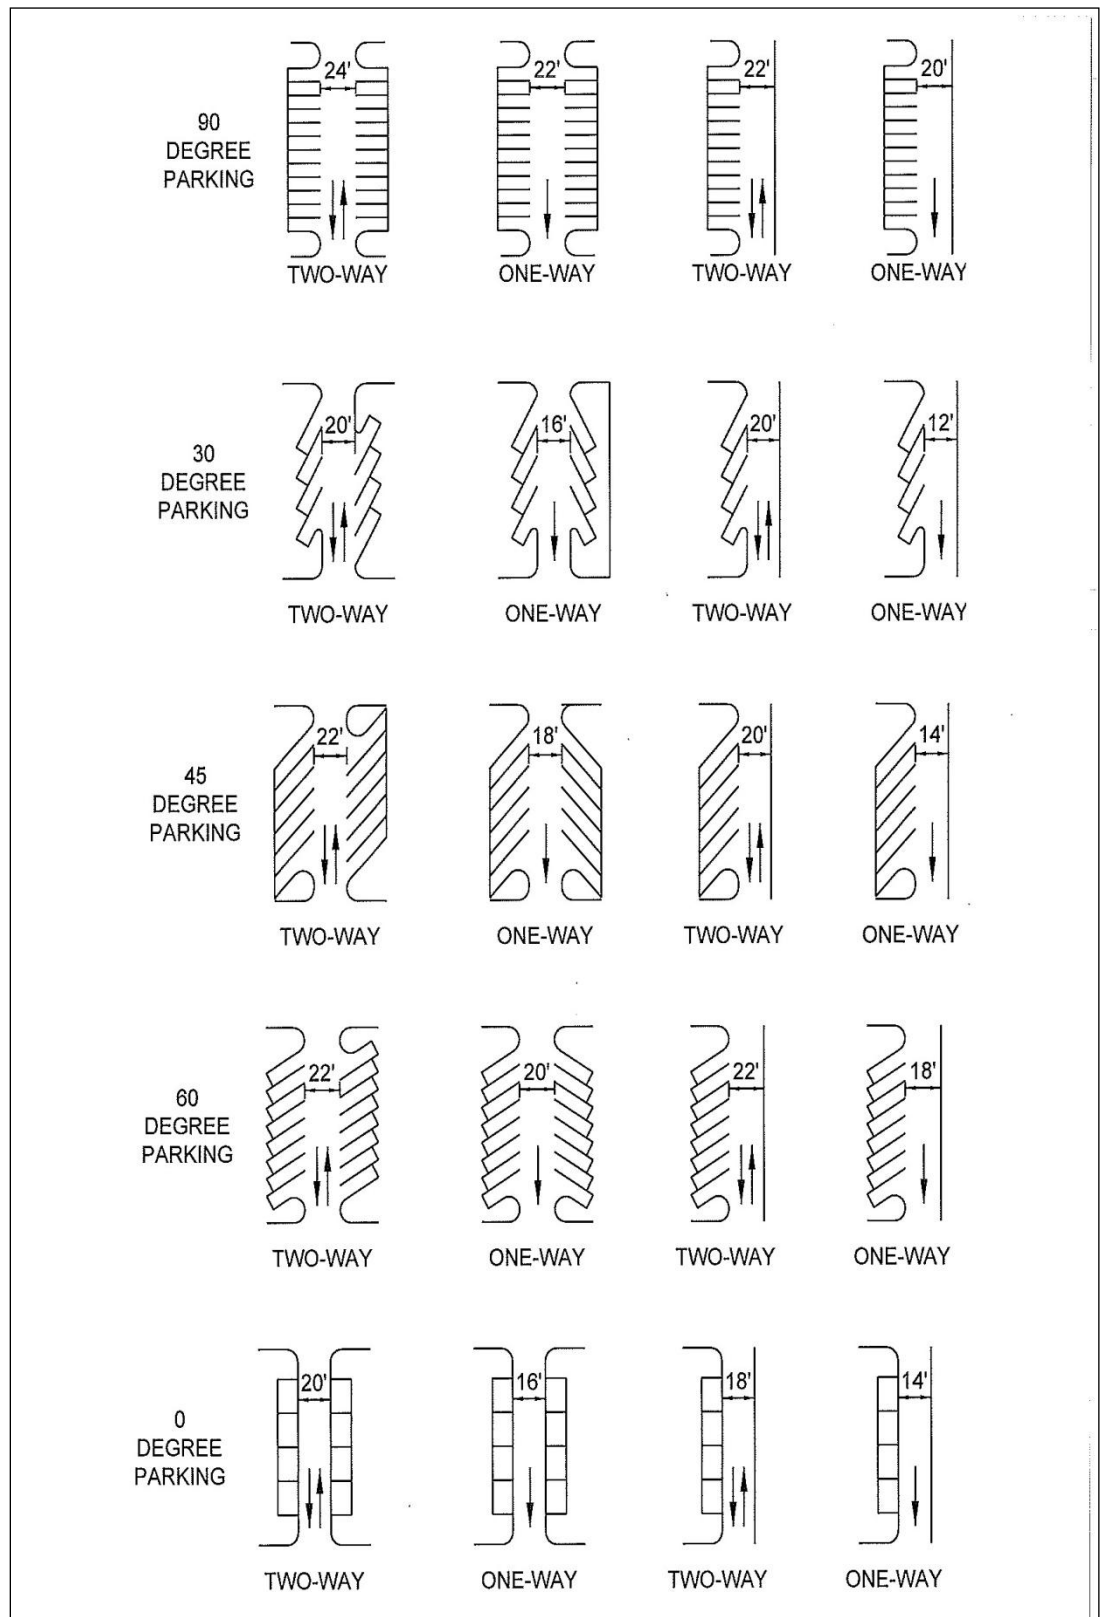 24' 22' 22' 20'
90
DEGREE
PARKING
TWO-WAY ONE-WAY TWO-WAY ONE-WAY
20' 16' 20' 12'
30
DEGREE
PARKING
TWO-WAY ONE-WAY TWO-WAY ONE-WAY
22' 18' 20' 14'
45
DEGREE
PARKING
TWO-WAY ONE-WAY TWO-WAY ONE-WAY
22' 20' 22' 18'
60
DEGREE
PARKING
TWO-WAY ONE-WAY TWO-WAY ONE-WAY
20' 16' 18' 14'
0
DEGREE
PARKING
TWO-WAY ONE-WAY TWO-WAY ONE-WAY